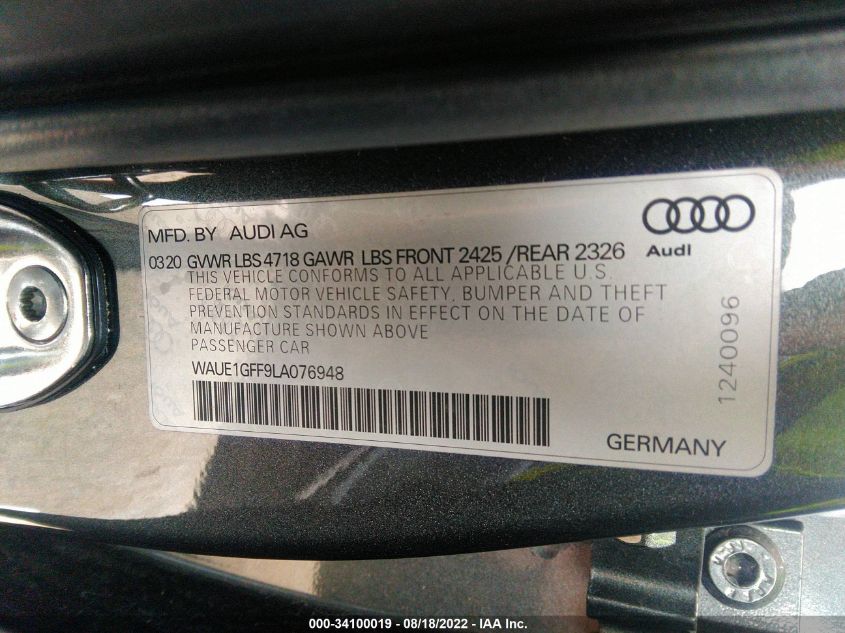 MFD. BY AUDI AG
Audi
0320 GWWR LBS 4718 GAWR LBS FRONT 2425 /REAR 2326
THIS VEHICLE CONFORMS TO ALL APPLICABLE U.S.
FEDERAL MOTOR VEHICLE SAFETY, BUMPER AND THEFT
PREVENTION STANDARDS IN EFFECT ON THE DATE OF
MANUFACTURE SHOWN ABOVE
PASSENGER CAR
WAUE1GFF9LA076948
1240096
GERMANY
000-34100019 / 08/18/2022 - © IAA Inc.